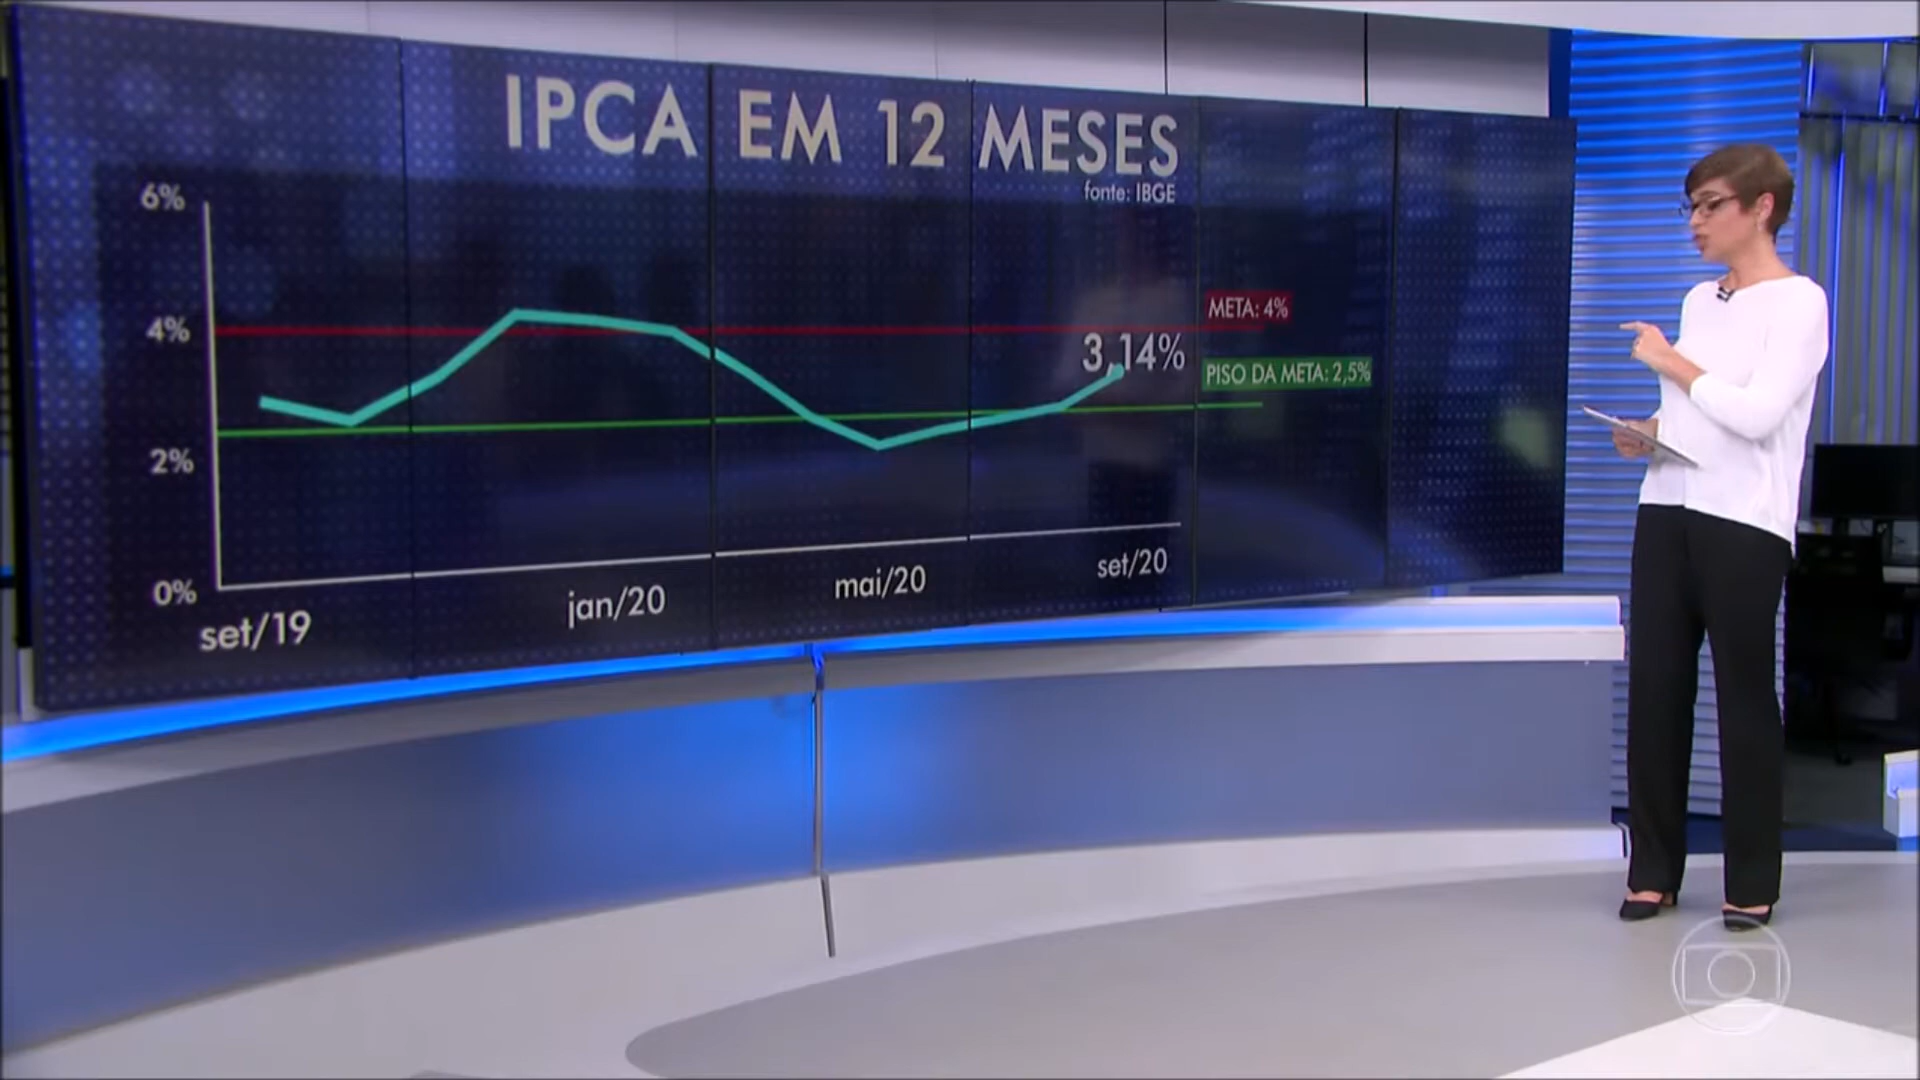 IPCA EM 12 MESES
fonte: IBGE
6%
4%
2%
0%
META: 4%
3,14%
PISO DA META: 2,5%
set/19
jan/20
mai/20
set/20